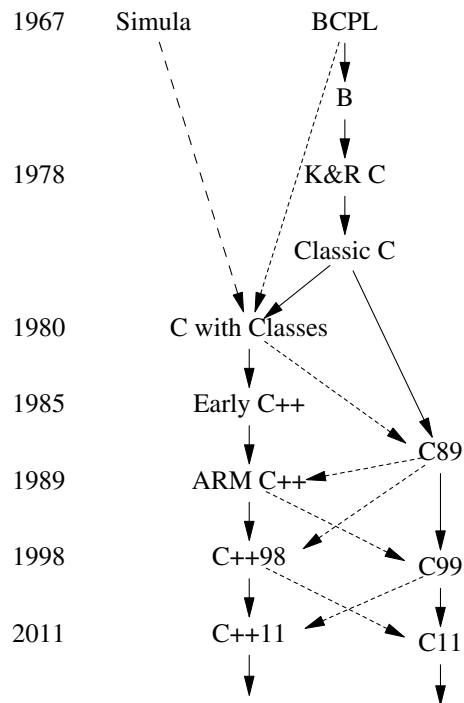 1967 Simula BCPL
B
1978 K&R C
Classic C
1980 C with Classes
1985 Early C++
C89
1989 ARM C++
1998 C++98
C99
2011 C++11
C11